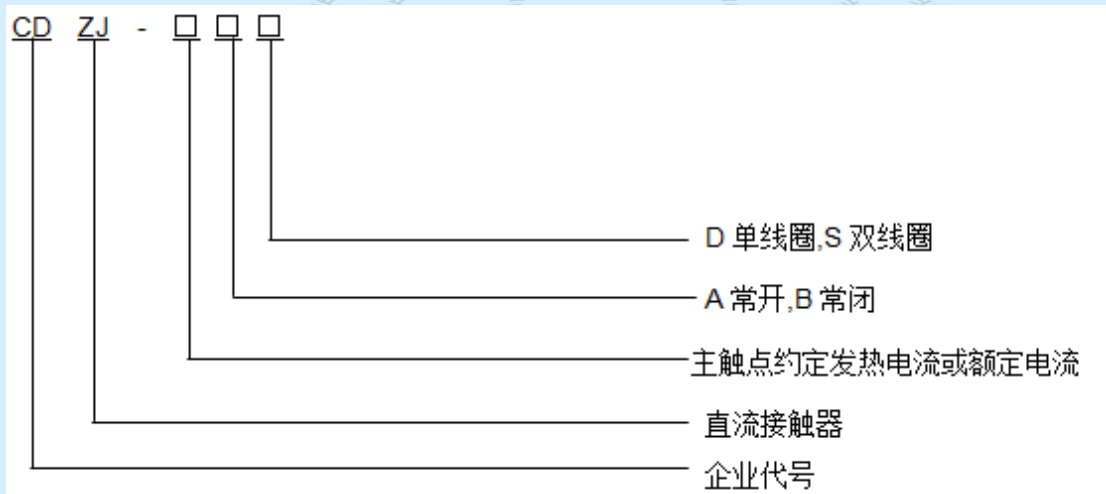 CD ZJ - □ □ □
D 单线圈,S 双线圈
A 常开,B 常闭
主触点约定发热电流或额定电流
直流接触器
企业代号